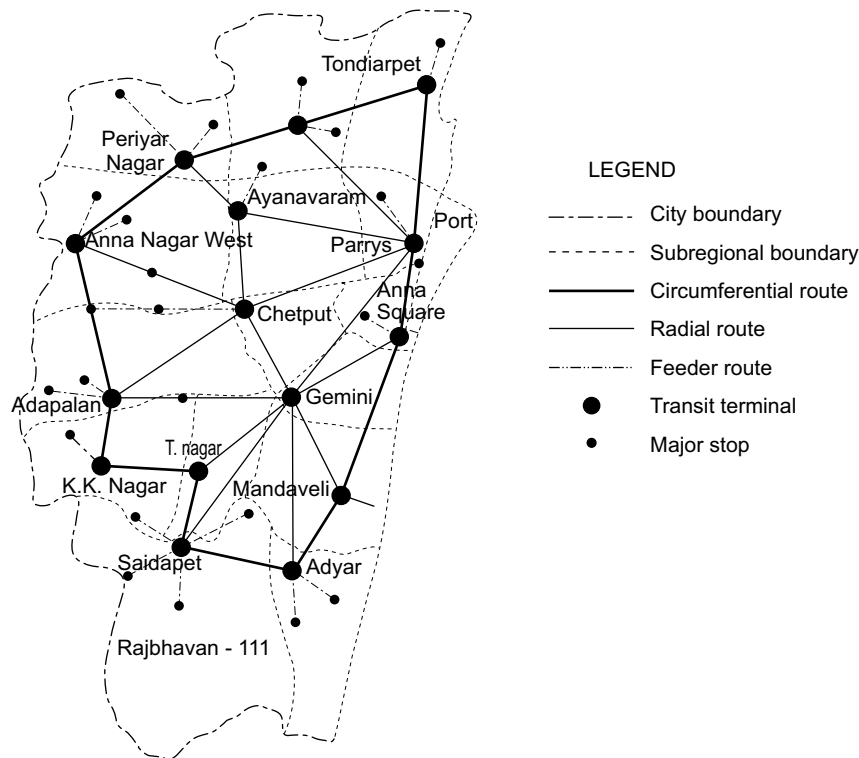 Tondiarpet
Periyar
Nagar
Ayanavaram
Anna Nagar West
Parrys
Port
Anna
Square
Chetput
Adapalan
Gemini
T. nagar
K.K. Nagar
Mandaveli
Saidapet
Adyar
Rajbhavan - 111
LEGEND
City boundary
Subregional boundary
Circumferential route
Radial route
Feeder route
Transit terminal
Major stop